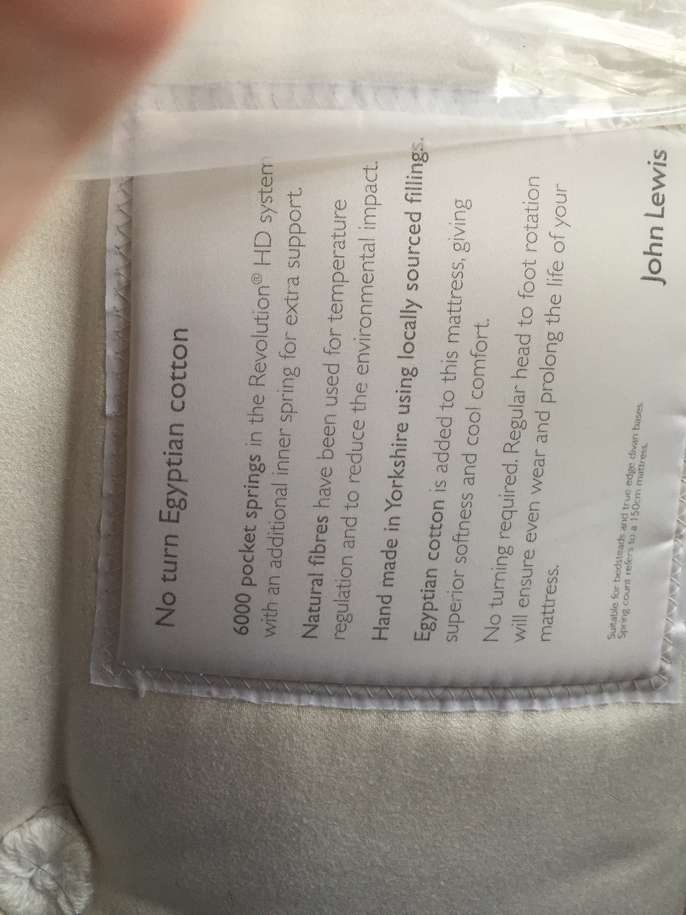 No turn Egyptian cotton
6000 pocket springs in the Revolution® HD system
with an additional inner spring for extra support.
Natural fibres have been used for temperature
regulation and to reduce the environmental impact.
Hand made in Yorkshire using locally sourced fillings.
Egyptian cotton is added to this mattress, giving
superior softness and cool comfort.
No turning required. Regular head to foot rotation
will ensure even wear and prolong the life of your
mattress.
Suitable for bedsteads and true edge divan bases.
Spring count refers to a 150cm mattress.
John Lewis